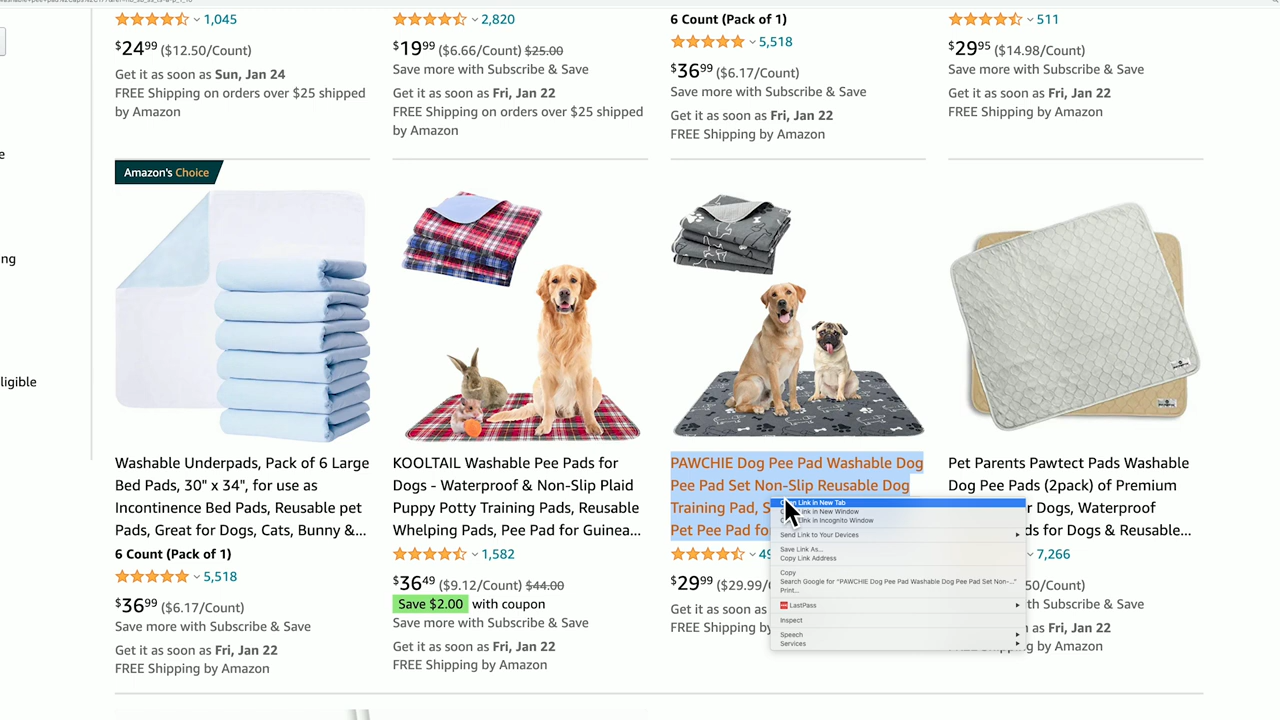 1,045
$24.99 ($12.50/Count)
Get it as soon as Sun, Jan 24
FREE Shipping on orders over $25 shipped
by Amazon
2,820
$19.99 ($6.66/Count) $25.00
Save more with Subscribe & Save
Get it as soon as Fri, Jan 22
FREE Shipping on orders over $25 shipped
by Amazon
6 Count (Pack of 1)
5,518
$36.99 ($6.17/Count)
Save more with Subscribe & Save
Get it as soon as Fri, Jan 22
FREE Shipping by Amazon
511
$29.95 ($14.98/Count)
Save more with Subscribe & Save
Get it as soon as Fri, Jan 22
FREE Shipping by Amazon
e
ng
ligible
Amazon's Choice
Washable Underpads, Pack of 6 Large
Bed Pads, 30" x 34", for use as
Incontinence Bed Pads, Reusable pet
Pads, Great for Dogs, Cats, Bunny &...
6 Count (Pack of 1)
5,518
$36.99 ($6.17/Count)
Save more with Subscribe & Save
Get it as soon as Fri, Jan 22
FREE Shipping by Amazon
KOOLTAIL Washable Pee Pads for
Dogs - Waterproof & Non-Slip Plaid
Puppy Potty Training Pads, Reusable
Whelping Pads, Pee Pad for Guinea...
1,582
$36.49 ($9.12/Count) $44.00
Save $2.00 with coupon
Save more with Subscribe & Save
Get it as soon as Fri, Jan 22
FREE Shipping by Amazon
PAWCHIE Dog Pee Pad Washable Dog
Pee Pad Set Non-Slip Reusable Dog
Training Pad, S
Pet Pee Pad fo
49
$29.99 ($29.99/
Get it as soon as
FREE Shipping by
Link in New Tab
Link in New Window
Link in Incognito Window
Send Link to Your Devices
Save Link As...
Copy Link Address
Copy
Search Google for "PAWCHIE Dog Pee Pad Washable Dog Pee Pad Set Non-..."
Print...
LastPass
Inspect
Speech
Services
Pet Parents Pawtect Pads Washable
Dog Pee Pads (2pack) of Premium
r Dogs, Waterproof
ds for Dogs & Reusable...
7,266
50/Count)
th Subscribe & Save
as Fri, Jan 22
g by Amazon